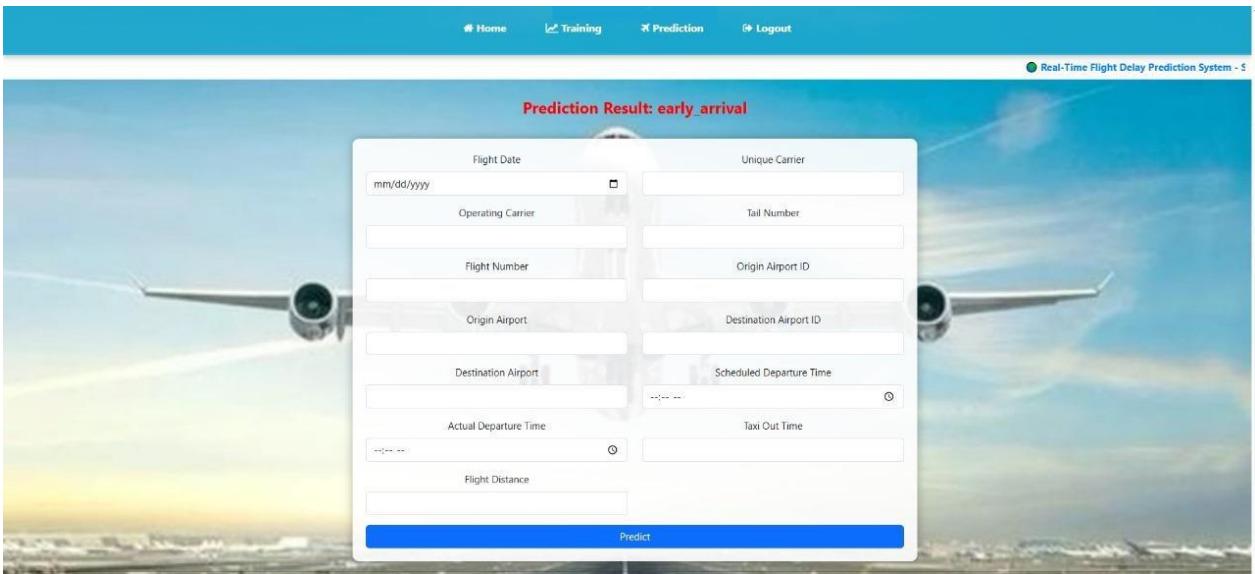 Home Training Prediction Logout
Real-Time Flight Delay Prediction System - S
Prediction Result: early_arrival
Flight Date Unique Carrier
mm/dd/yyyy
Operating Carrier Tail Number
Flight Number Origin Airport ID
Origin Airport Destination Airport ID
Destination Airport Scheduled Departure Time
--:-- --
Actual Departure Time Taxi Out Time
--:-- --
Flight Distance
Predict